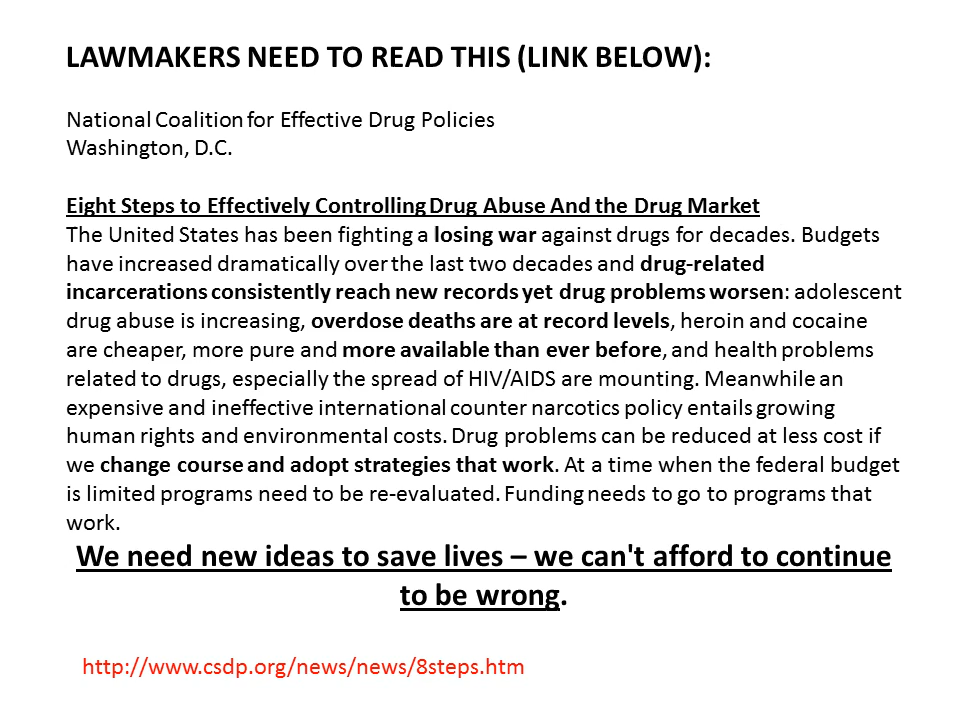 LAWMAKERS NEED TO READ THIS (LINK BELOW):
National Coalition for Effective Drug Policies
Washington, D.C.
Eight Steps to Effectively Controlling Drug Abuse And the Drug Market
The United States has been fighting a losing war against drugs for decades. Budgets
have increased dramatically over the last two decades and drug-related
incarcerations consistently reach new records yet drug problems worsen: adolescent
drug abuse is increasing, overdose deaths are at record levels, heroin and cocaine
are cheaper, more pure and more available than ever before, and health problems
related to drugs, especially the spread of HIV/AIDS are mounting. Meanwhile an
expensive and ineffective international counter narcotics policy entails growing
human rights and environmental costs. Drug problems can be reduced at less cost if
we change course and adopt strategies that work. At a time when the federal budget
is limited programs need to be re-evaluated. Funding needs to go to programs that
work.
We need new ideas to save lives – we can't afford to continue
to be wrong.
http://www.csdp.org/news/news/8steps.htm